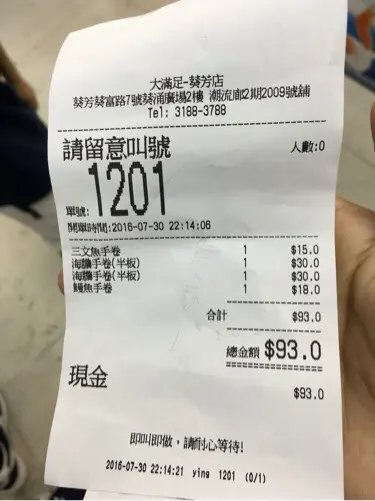 大滿足-葵芳店
葵芳葵富路7號葵涌廣場2樓 潮流廊2期2009號舖
Tel: 3188-3788
請留意叫號
人數:0
單號: 1201
開單時間:2016-07-30 22:14:06
三文魚手卷 1 $15.0
海膽手卷(半板) 1 $30.0
海膽手卷(半板) 1 $30.0
鰻魚手卷 1 $18.0
合計 $93.0
總金額 $93.0
現金 $93.0
即叫即做，請耐心等待!
2016-07-30 22:14:21 ying 1201 (0/1)